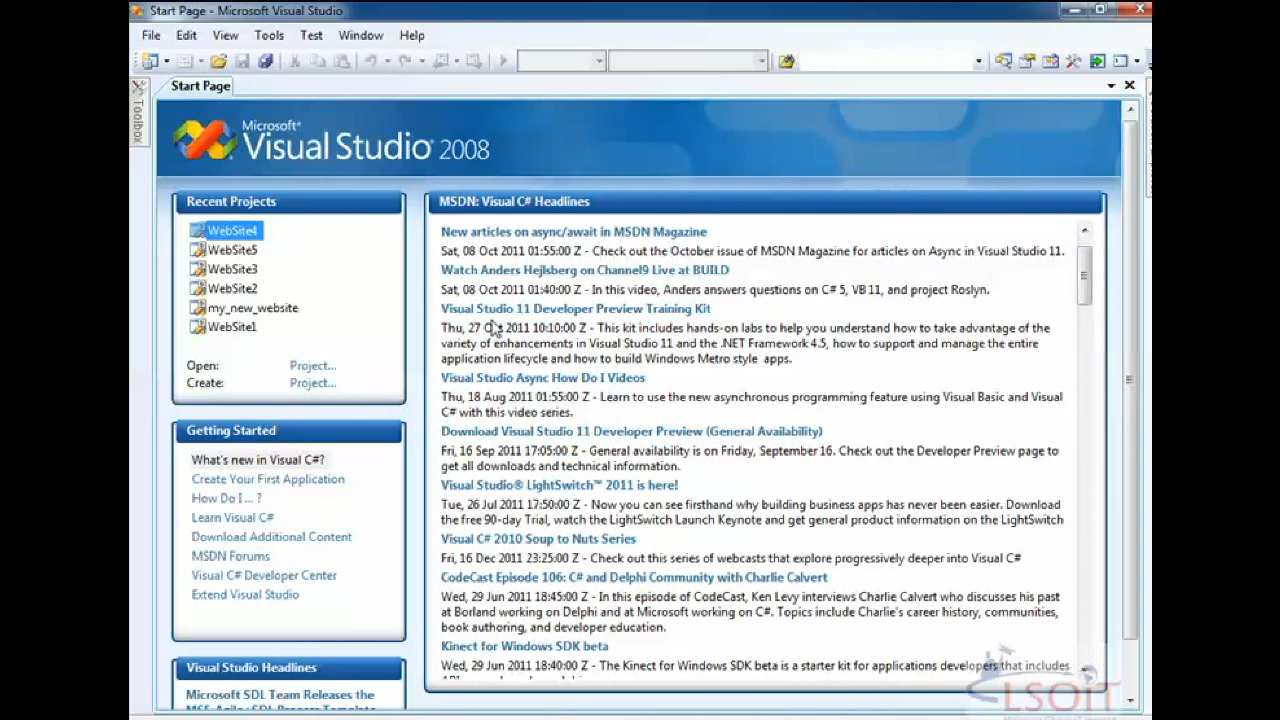 Start Page - Microsoft Visual Studio
File Edit View Tools Test Window Help
Toolbox
Start Page
Microsoft®
Visual Studio 2008
Recent Projects
WebSite4
WebSite5
WebSite3
WebSite2
my_new_website
WebSite1
Open: Project...
Create: Project...
Getting Started
What's new in Visual C#?
Create Your First Application
How Do I ... ?
Learn Visual C#
Download Additional Content
MSDN Forums
Visual C# Developer Center
Extend Visual Studio
Visual Studio Headlines
Microsoft SDL Team Releases the
MSF-Agile+SDL Process Template
MSDN: Visual C# Headlines
New articles on async/await in MSDN Magazine
Sat, 08 Oct 2011 01:55:00 Z - Check out the October issue of MSDN Magazine for articles on Async in Visual Studio 11.
Watch Anders Hejlsberg on Channel9 Live at BUILD
Sat, 08 Oct 2011 01:40:00 Z - In this video, Anders answers questions on C# 5, VB 11, and project Roslyn.
Visual Studio 11 Developer Preview Training Kit
Thu, 27 Oct 2011 10:10:00 Z - This kit includes hands-on labs to help you understand how to take advantage of the
variety of enhancements in Visual Studio 11 and the .NET Framework 4.5, how to support and manage the entire
application lifecycle and how to build Windows Metro style apps.
Visual Studio Async How Do I Videos
Thu, 18 Aug 2011 01:55:00 Z - Learn to use the new asynchronous programming feature using Visual Basic and Visual
C# with this video series.
Download Visual Studio 11 Developer Preview (General Availability)
Fri, 16 Sep 2011 17:05:00 Z - General availability is on Friday, September 16. Check out the Developer Preview page to
get all downloads and technical information.
Visual Studio® LightSwitch™ 2011 is here!
Tue, 26 Jul 2011 17:50:00 Z - Now you can see firsthand why building business apps has never been easier. Download
the free 90-day Trial, watch the LightSwitch Launch Keynote and get general product information on the LightSwitch
Visual C# 2010 Soup to Nuts Series
Fri, 16 Dec 2011 23:25:00 Z - Check out this series of webcasts that explore progressively deeper into Visual C#
CodeCast Episode 106: C# and Delphi Community with Charlie Calvert
Wed, 29 Jun 2011 18:45:00 Z - In this episode of CodeCast, Ken Levy interviews Charlie Calvert who discusses his past
at Borland working on Delphi and at Microsoft working on C#. Topics include Charlie's career history, communities,
book authoring, and developer education.
Kinect for Windows SDK beta
Wed, 29 Jun 2011 18:40:00 Z - The Kinect for Windows SDK beta is a starter kit for applications developers that includes
LSOIT